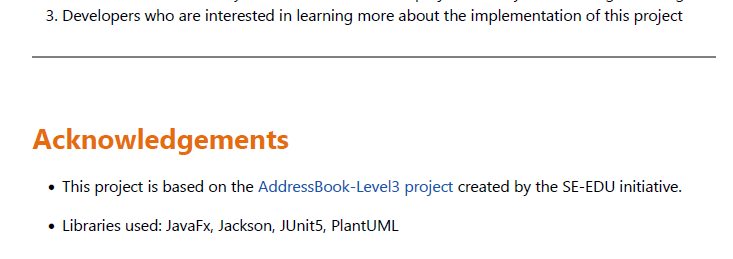 3. Developers who are interested in learning more about the implementation of this project
Acknowledgements
• This project is based on the AddressBook-Level3 project created by the SE-EDU initiative.
• Libraries used: JavaFx, Jackson, JUnit5, PlantUML